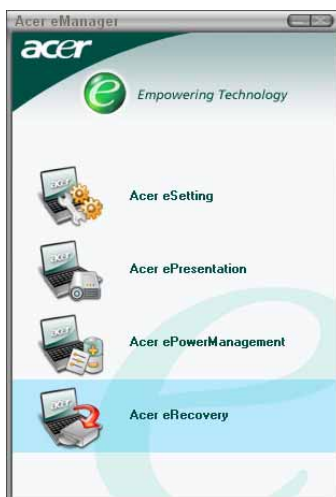 Acer eManager
acer
e Empowering Technology
Acer eSetting
Acer ePresentation
Acer ePowerManagement
Acer eRecovery